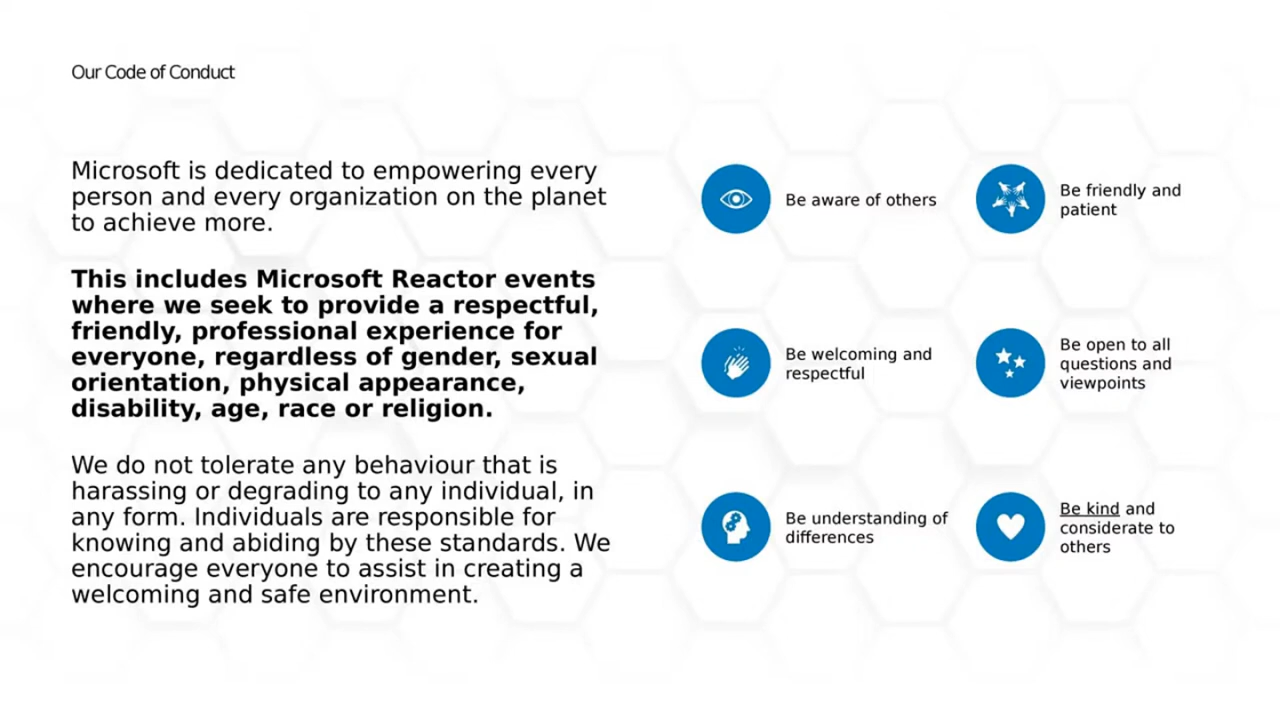 Our Code of Conduct
Microsoft is dedicated to empowering every
person and every organization on the planet
to achieve more.
This includes Microsoft Reactor events
where we seek to provide a respectful,
friendly, professional experience for
everyone, regardless of gender, sexual
orientation, physical appearance,
disability, age, race or religion.
We do not tolerate any behaviour that is
harassing or degrading to any individual, in
any form. Individuals are responsible for
knowing and abiding by these standards. We
encourage everyone to assist in creating a
welcoming and safe environment.
Be aware of others
Be friendly and
patient
Be welcoming and
respectful
Be open to all
questions and
viewpoints
Be understanding of
differences
Be kind and
considerate to
others